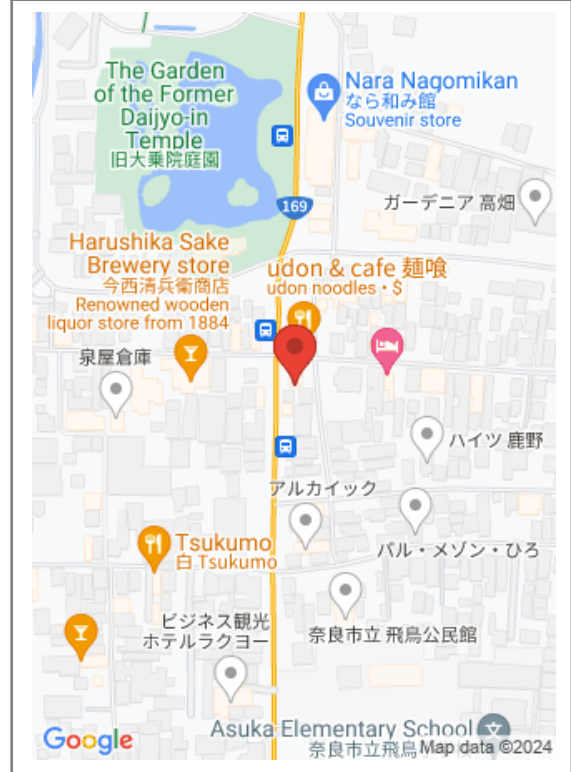 The Garden
of the Former
Daijyo-in
Temple
旧大乗院庭園
Nara Nagomikan
なら和み館
Souvenir store
169
ガーデニア 高畑
Harushika Sake
Brewery store
今西清兵衛商店
Renowned wooden
liquor store from 1884
udon & cafe 麺喰
udon noodles • $
泉屋倉庫
ハイツ 鹿野
アルカイック
Tsukumo
白 Tsukumo
パル・メゾン・ひろ
ビジネス観光
ホテルラクヨー
奈良市立 飛鳥公民館
Asuka Elementary School
奈良市立飛鳥
Google
Map data ©2024